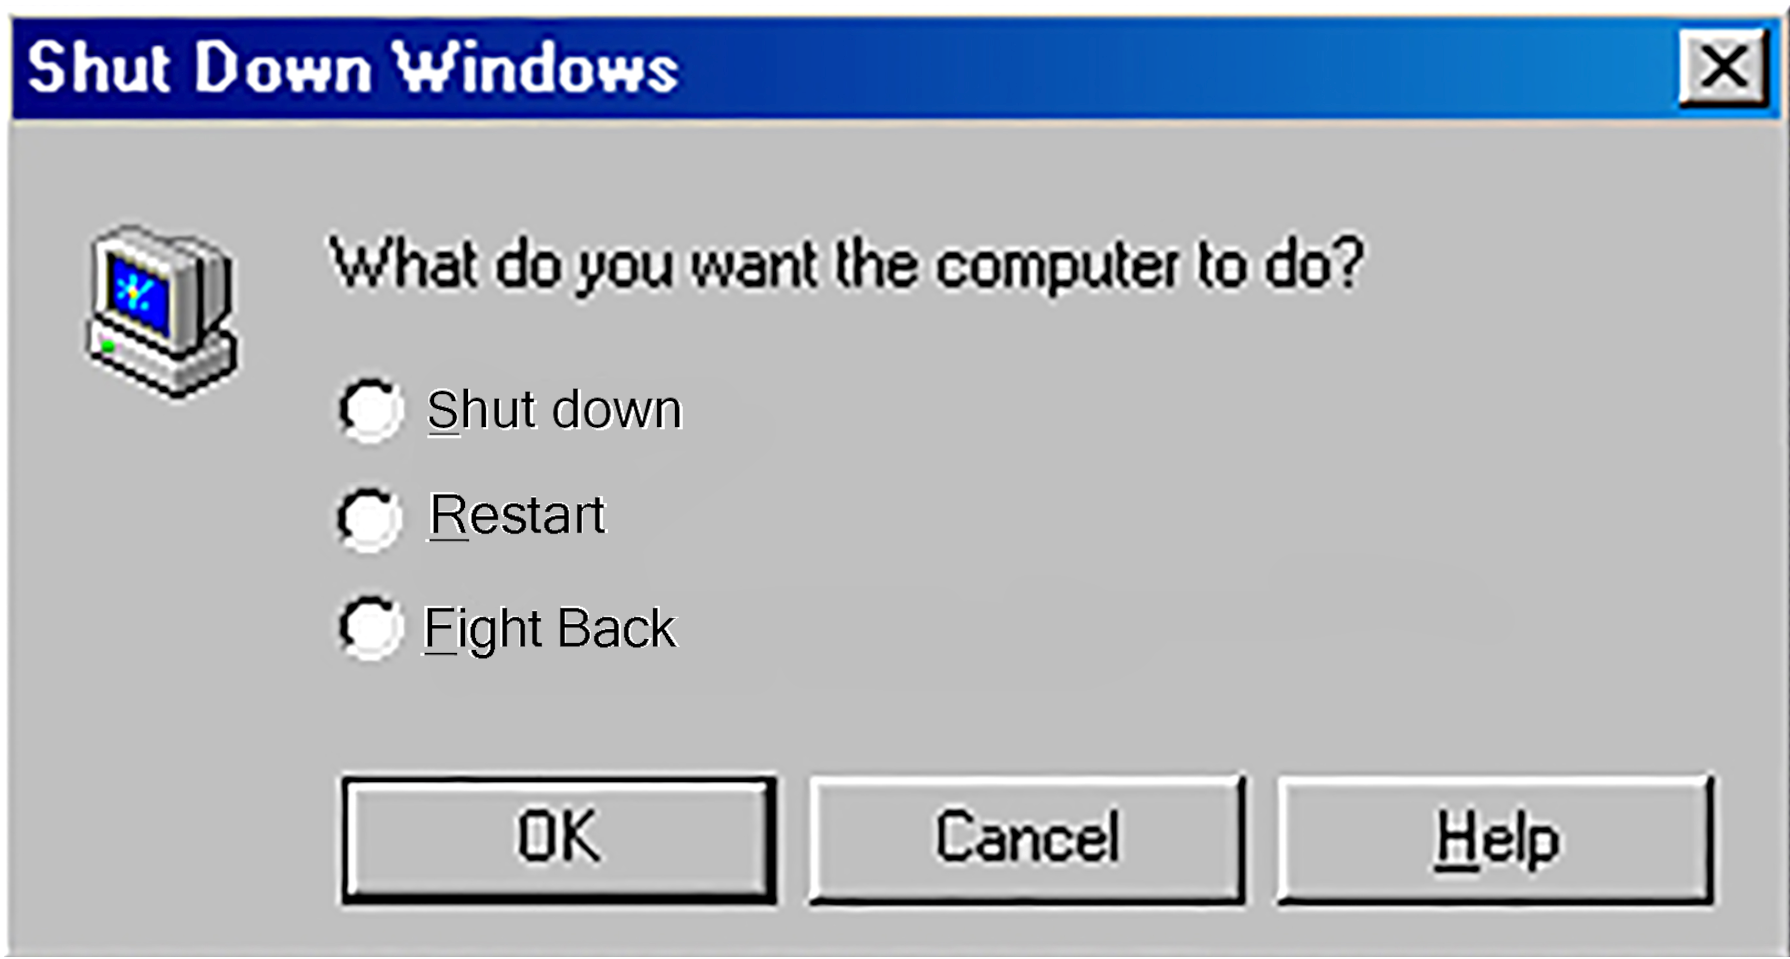 Shut Down Windows
What do you want the computer to do?
Shut down
Restart
Fight Back
OK Cancel Help